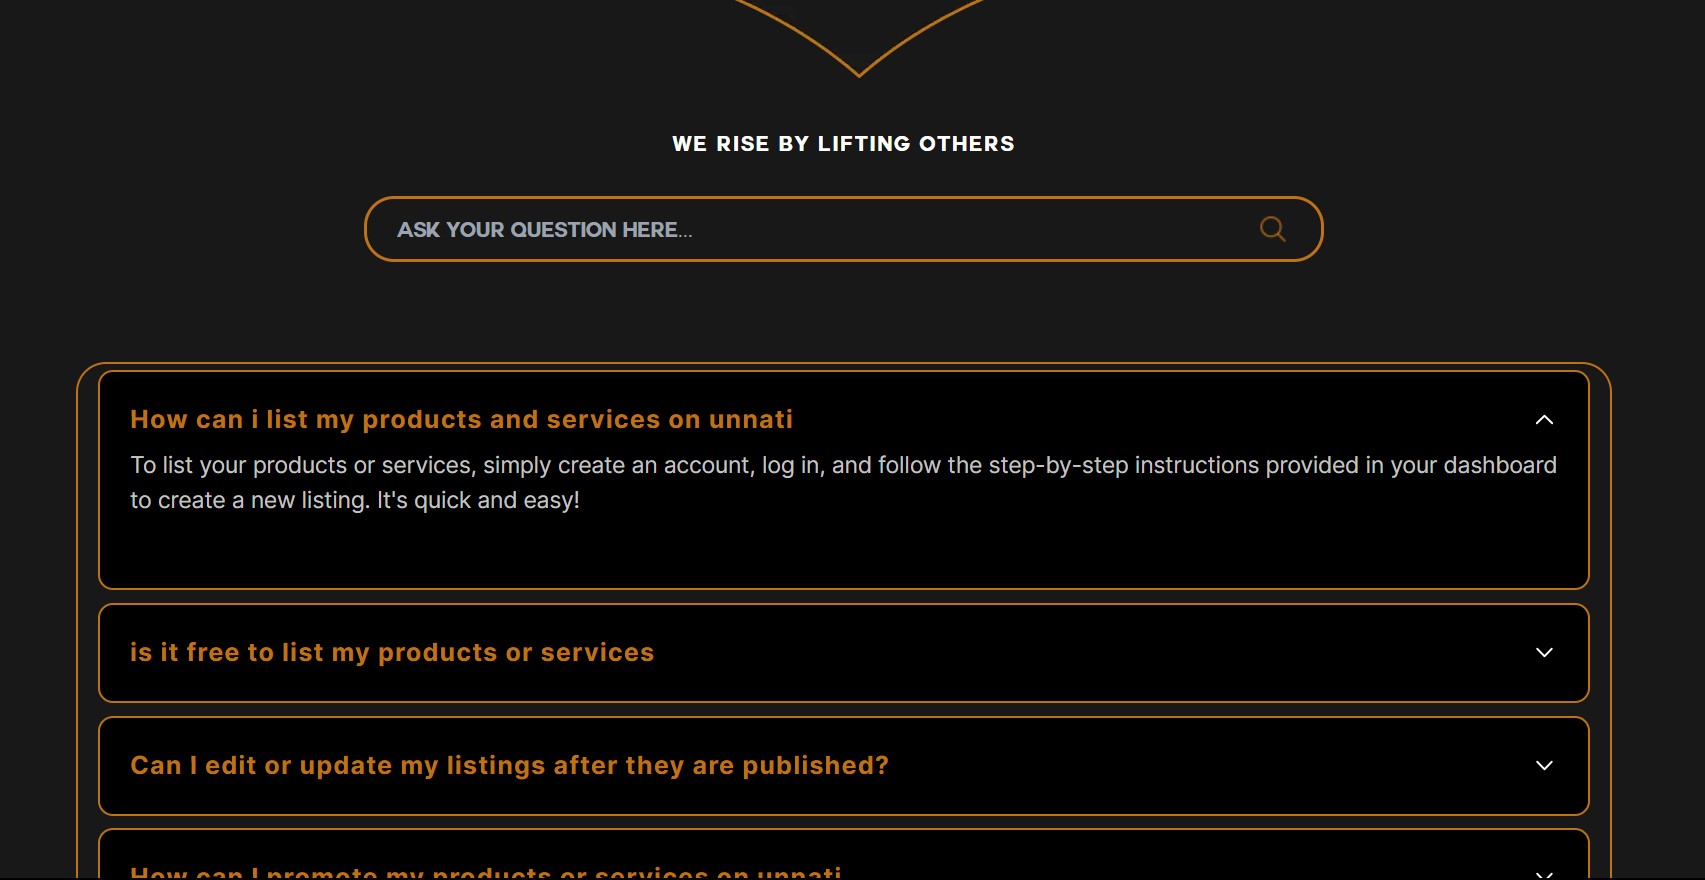 WE RISE BY LIFTING OTHERS
ASK YOUR QUESTION HERE...
How can i list my products and services on unnati
To list your products or services, simply create an account, log in, and follow the step-by-step instructions provided in your dashboard
to create a new listing. It's quick and easy!
is it free to list my products or services
Can I edit or update my listings after they are published?
How can I promote my products or services on unnati